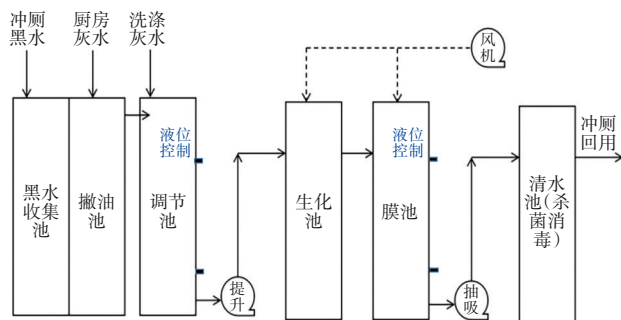 冲厕
黑水
厨房
灰水
洗涤
灰水
风
机
液位
控制
液位
控制
冲厕
回用
黑水
收集
池
撇油
池
调节
池
生化
池
膜池
清水
池(杀
菌消
毒)
提
升
抽
吸